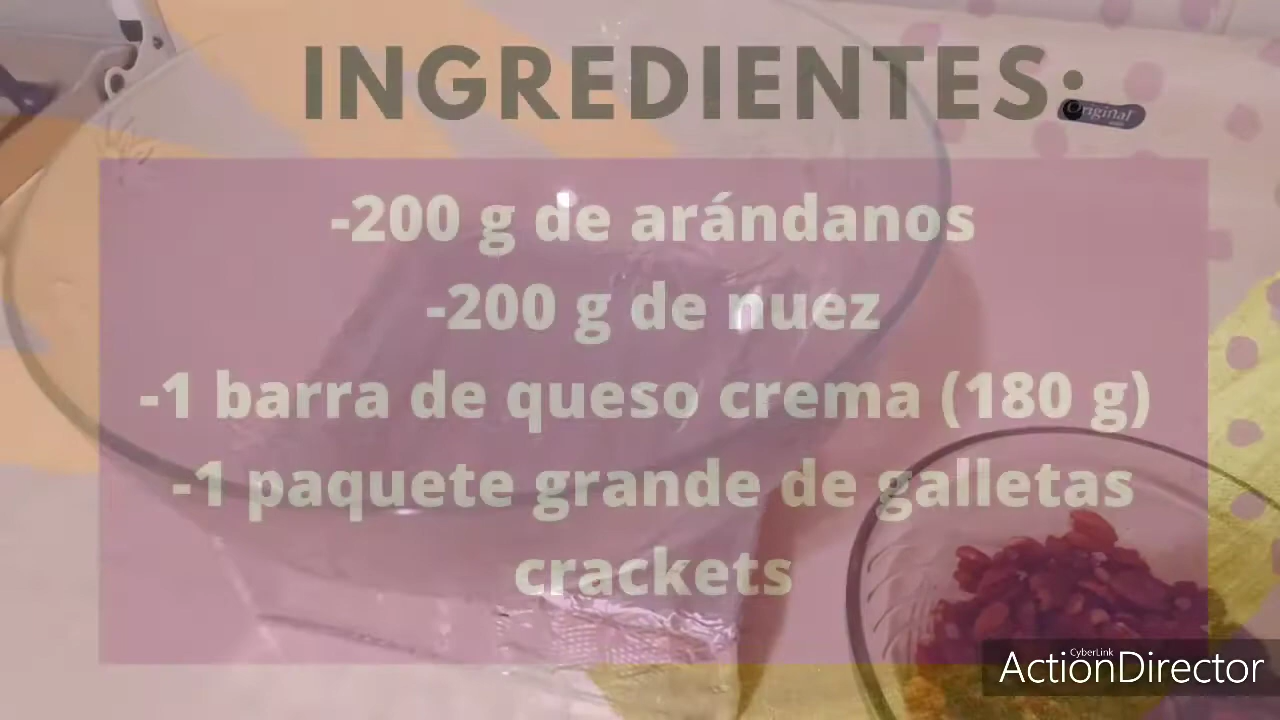 INGREDIENTES:
Original
-200 g de arándanos
-200 g de nuez
-1 barra de queso crema (180 g)
-1 paquete grande de galletas
crackets
CyberLink
ActionDirector